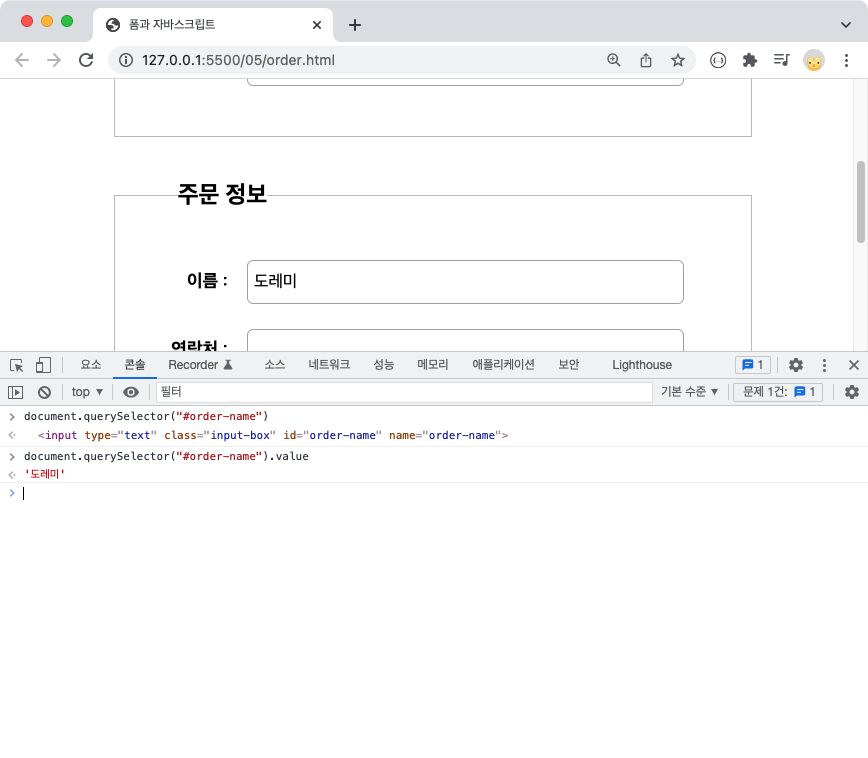 폼과 자바스크립트
127.0.0.1:5500/05/order.html
주문 정보
이름 :
도레미
연락처 :
요소 콘솔 Recorder 소스 네트워크 성능 메모리 애플리케이션 보안 Lighthouse 1
top 필터 기본 수준 문제 1건: 1
document.querySelector("#order-name")
<input type="text" class="input-box" id="order-name" name="order-name">
document.querySelector("#order-name").value
'도레미'